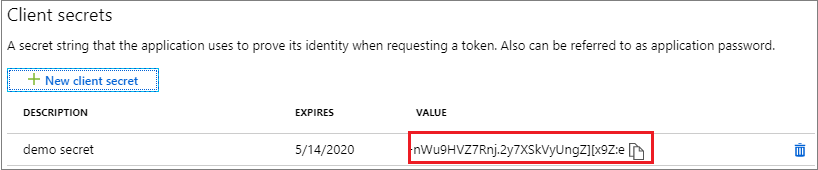 Client secrets
A secret string that the application uses to prove its identity when requesting a token. Also can be referred to as application password.
+ New client secret
DESCRIPTION EXPIRES VALUE
demo secret 5/14/2020 nWu9HVZ7Rnj.2y7XSkVyUngZ][x9Z:e